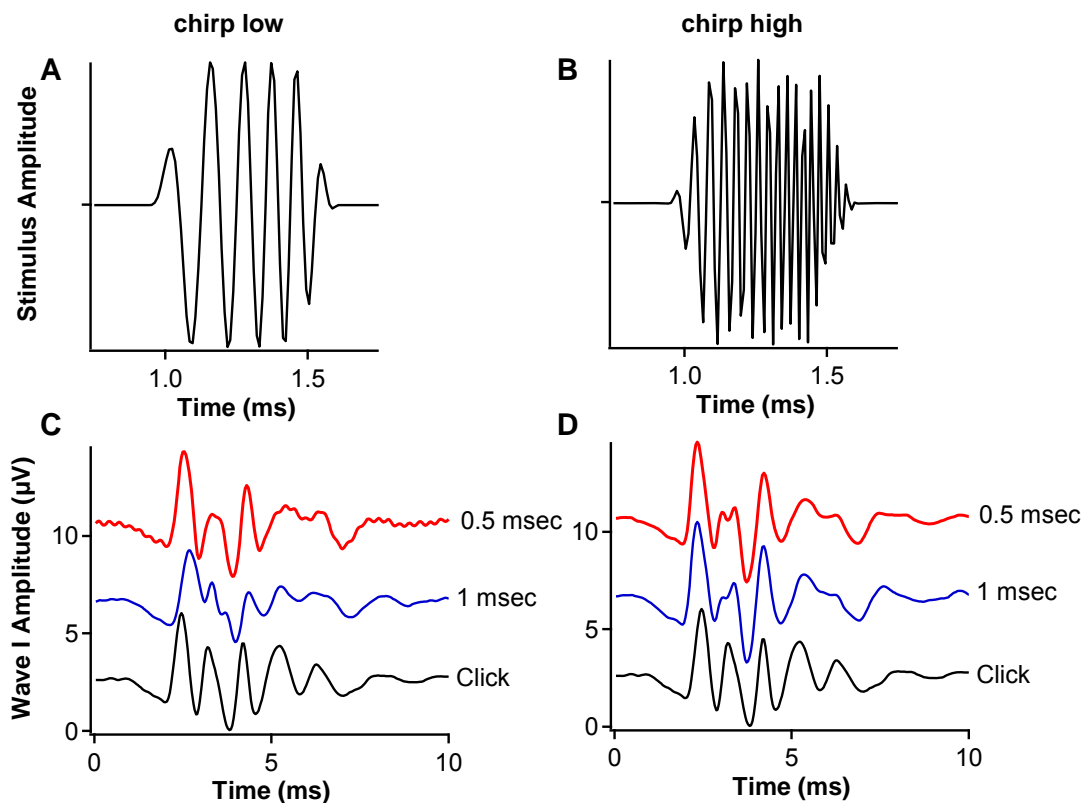 chirp low
chirp high
A
B
Stimulus Amplitude
1.0
1.5
Time (ms)
1.0
1.5
Time (ms)
C
D
Wave I Amplitude (µV)
10
5
0
0.5 msec
1 msec
Click
10
5
0
0.5 msec
1 msec
Click
0
5
10
Time (ms)
0
5
10
Time (ms)